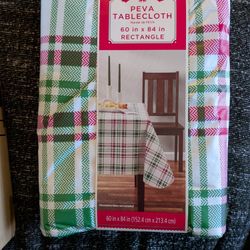 PEVA
TABLECLOTH
60 in x 84 in
RECTANGLE
60 in x 84 in (152.4 cm x 213.4 cm)